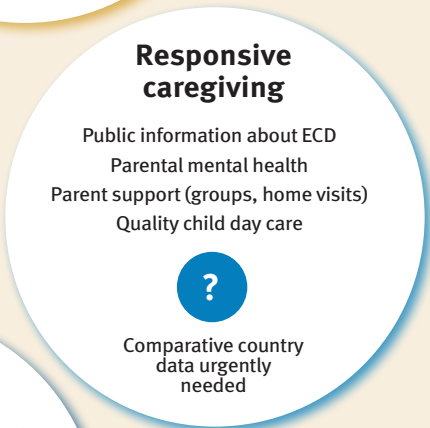 Responsive
caregiving
Public information about ECD
Parental mental health
Parent support (groups, home visits)
Quality child day care
?
Comparative country
data urgently
needed